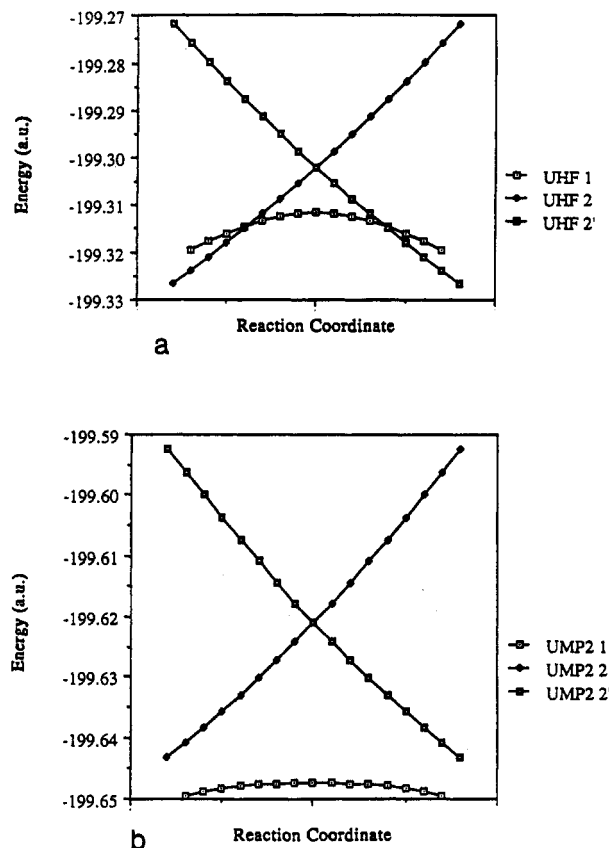 -199.27
-199.28
-199.29
-199.30
-199.31
-199.32
-199.33
Energy (a.u.)
Reaction Coordinate
UHF 1
UHF 2
UHF 2'
a
-199.59
-199.60
-199.61
-199.62
-199.63
-199.64
-199.65
Energy (a.u.)
Reaction Coordinate
UMP2 1
UMP2 2
UMP2 2'
b